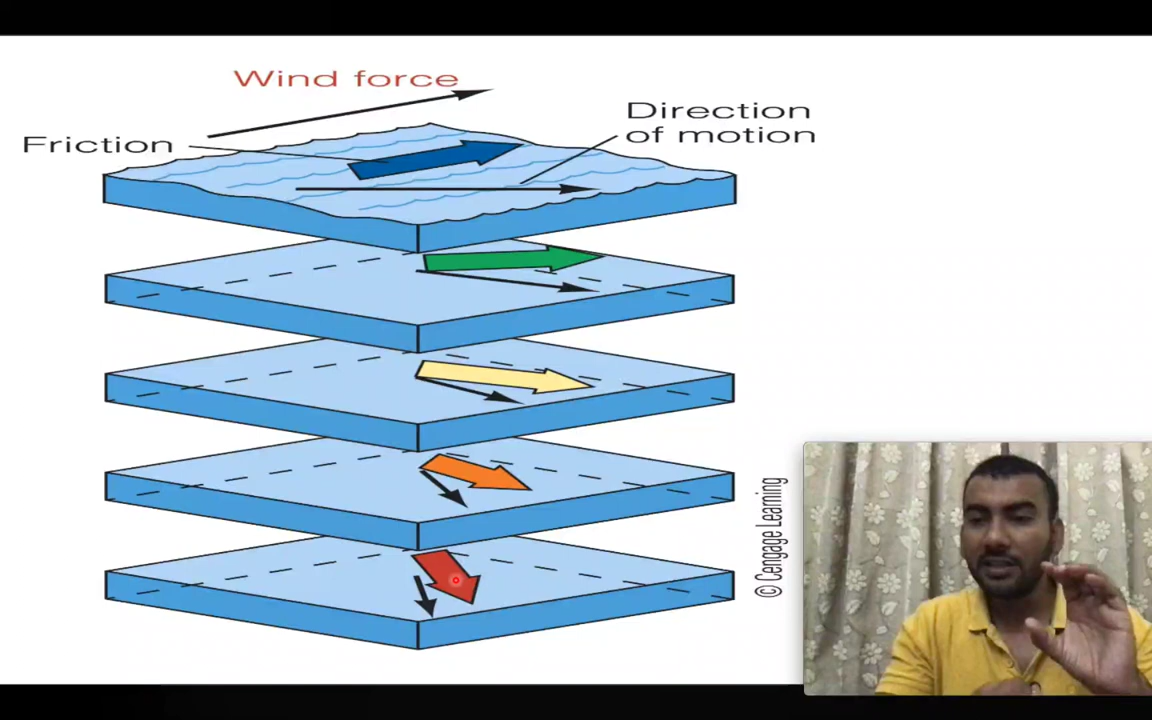 Wind force
Direction
of motion
Friction
© Cengage Learning